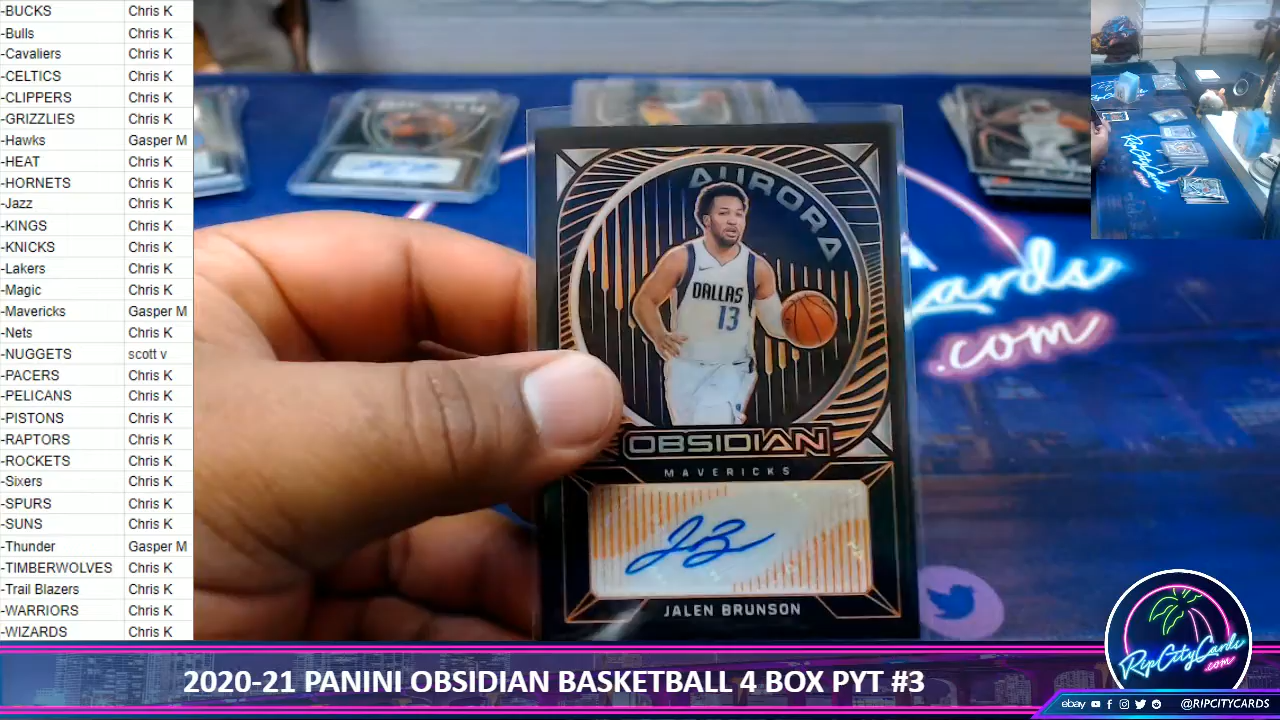 -BUCKS Chris K
-Bulls Chris K
-Cavaliers Chris K
-CELTICS Chris K
-CLIPPERS Chris K
-GRIZZLIES Chris K
-Hawks Gasper M
-HEAT Chris K
-HORNETS Chris K
-Jazz Chris K
-KINGS Chris K
-KNICKS Chris K
-Lakers Chris K
-Magic Chris K
-Mavericks Gasper M
-Nets Chris K
-NUGGETS scott v
-PACERS Chris K
-PELICANS Chris K
-PISTONS Chris K
-RAPTORS Chris K
-ROCKETS Chris K
-Sixers Chris K
-SPURS Chris K
-SUNS Chris K
-Thunder Gasper M
-TIMBERWOLVES Chris K
-Trail Blazers Chris K
-WARRIORS Chris K
-WIZARDS Chris K
AURORA
DALLAS
13
OBSIDIAN
MAVERICKS
JB
JALEN BRUNSON
Cards
.com
RipCityCards
.com
2020-21 PANINI OBSIDIAN BASKETBALL 4 BOX PYT #3
ebay @RIPCITYCARDS